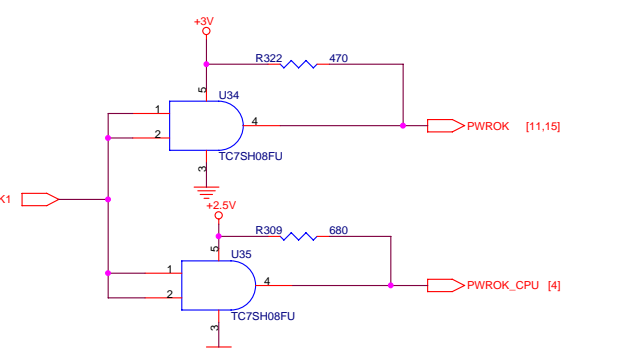 +3V
R322 470
5
U34
1
4
2
PWROK [11,15]
TC7SH08FU
3
K1
+2.5V
R309 680
5
U35
1
4
2
PWROK_CPU [4]
TC7SH08FU
3